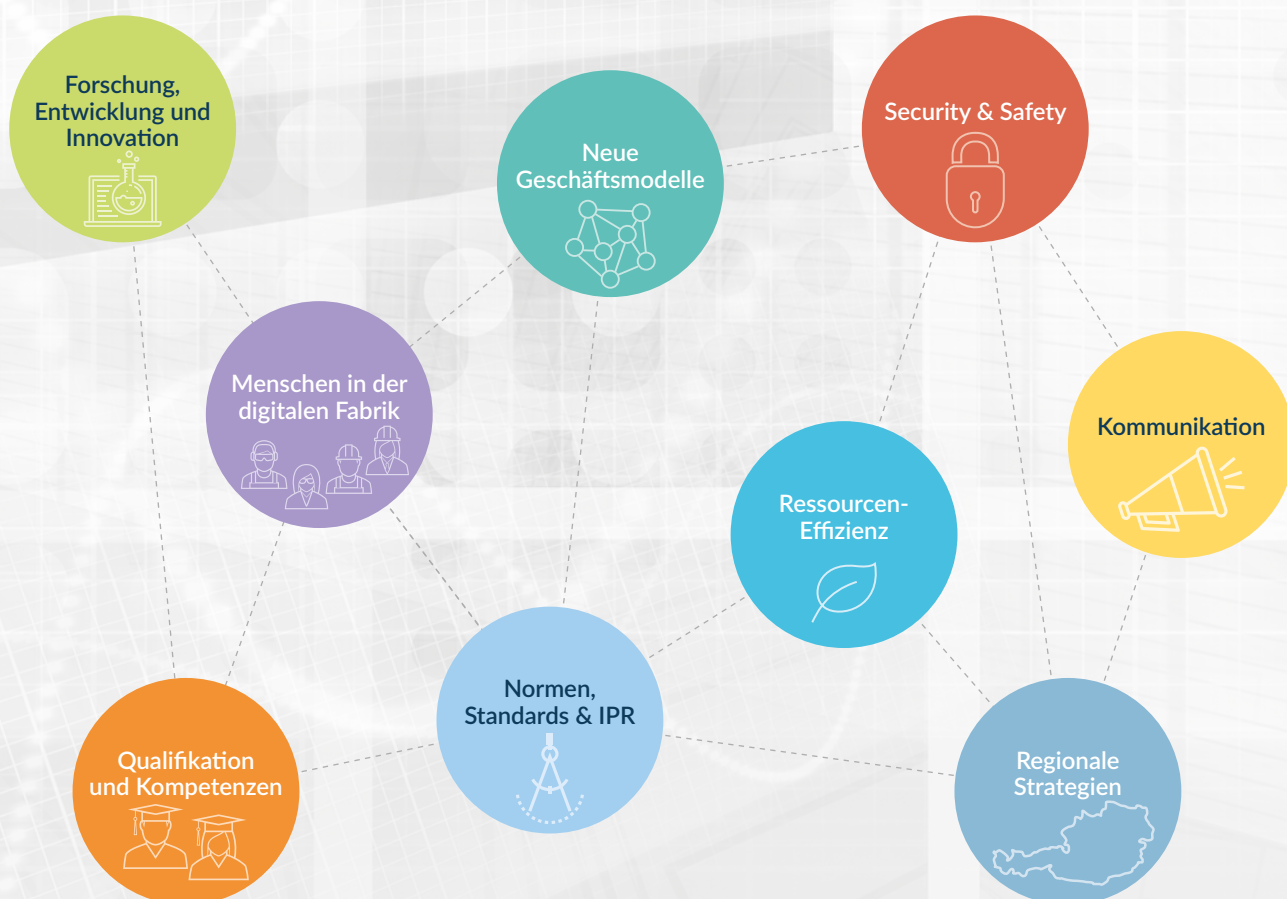 Forschung,
Entwicklung und
Innovation
Neue
Geschäftsmodelle
Security & Safety
Menschen in der
digitalen Fabrik
Kommunikation
Ressourcen-
Effizienz
Normen,
Standards & IPR
Qualifikation
und Kompetenzen
Regionale
Strategien